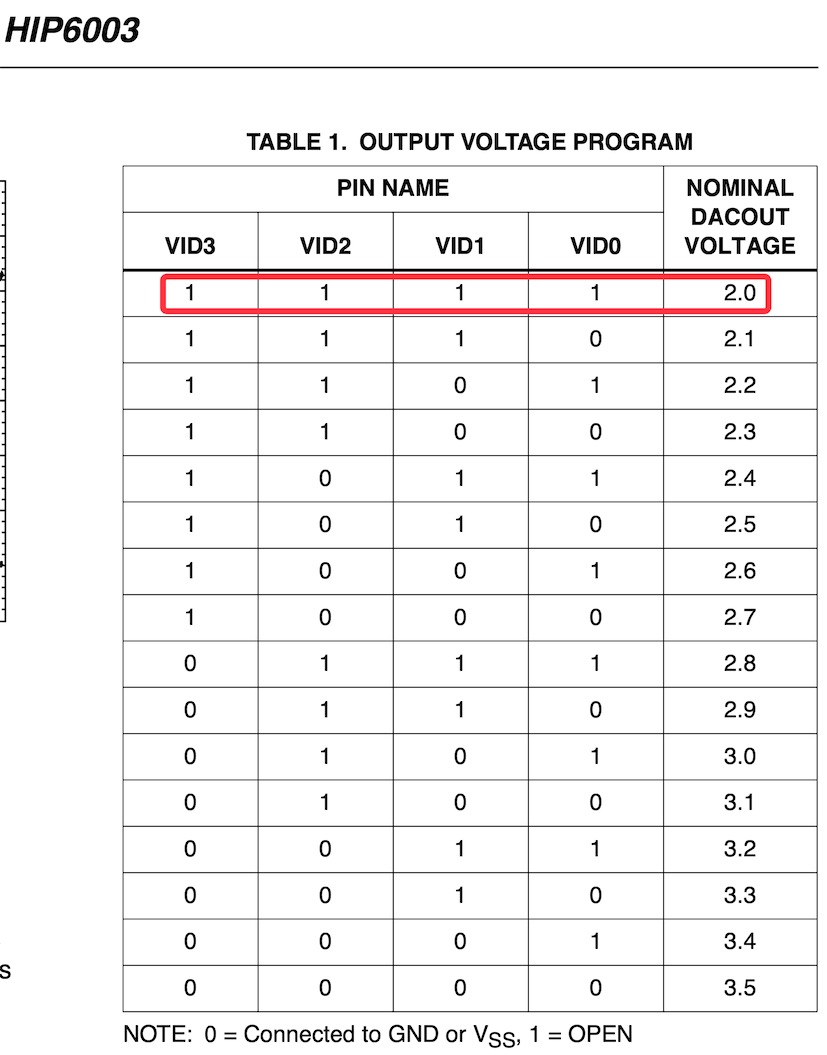 HIP6003
TABLE 1. OUTPUT VOLTAGE PROGRAM
PIN NAME
NOMINAL
DACOUT
VOLTAGE
VID3 VID2 VID1 VID0
1 1 1 1 2.0
1 1 1 0 2.1
1 1 0 1 2.2
1 1 0 0 2.3
1 0 1 1 2.4
1 0 1 0 2.5
1 0 0 1 2.6
1 0 0 0 2.7
0 1 1 1 2.8
0 1 1 0 2.9
0 1 0 1 3.0
0 1 0 0 3.1
0 0 1 1 3.2
0 0 1 0 3.3
0 0 0 1 3.4
s
0 0 0 0 3.5
NOTE: 0 = Connected to GND or VSS, 1 = OPEN